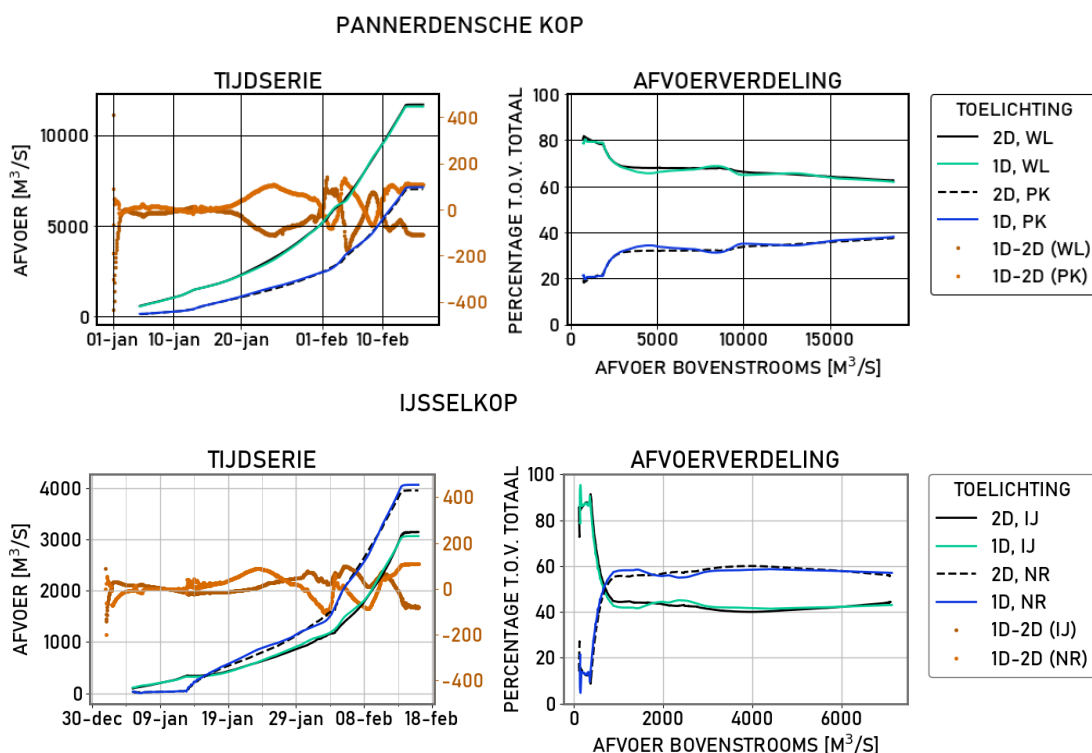 PANNERDENSCHE KOP
TIJDSERIE
AFVOERVERDELING
AFVOER [M³/S]
10000
5000
0
400
200
0
-200
-400
01-jan 10-jan 20-jan 01-feb 10-feb
PERCENTAGE T.O.V. TOTAAL
100
80
60
40
20
0
0 5000 10000 15000
AFVOER BOVENSTROOMS [M³/S]
TOELICHTING
2D, WL
1D, WL
2D, PK
1D, PK
1D-2D (WL)
1D-2D (PK)
IJSSELKOP
TIJDSERIE
AFVOERVERDELING
AFVOER [M³/S]
4000
3000
2000
1000
0
400
200
0
-200
-400
30-dec 09-jan 19-jan 29-jan 08-feb 18-feb
PERCENTAGE T.O.V. TOTAAL
100
80
60
40
20
0
0 2000 4000 6000
AFVOER BOVENSTROOMS [M³/S]
TOELICHTING
2D, IJ
1D, IJ
2D, NR
1D, NR
1D-2D (IJ)
1D-2D (NR)